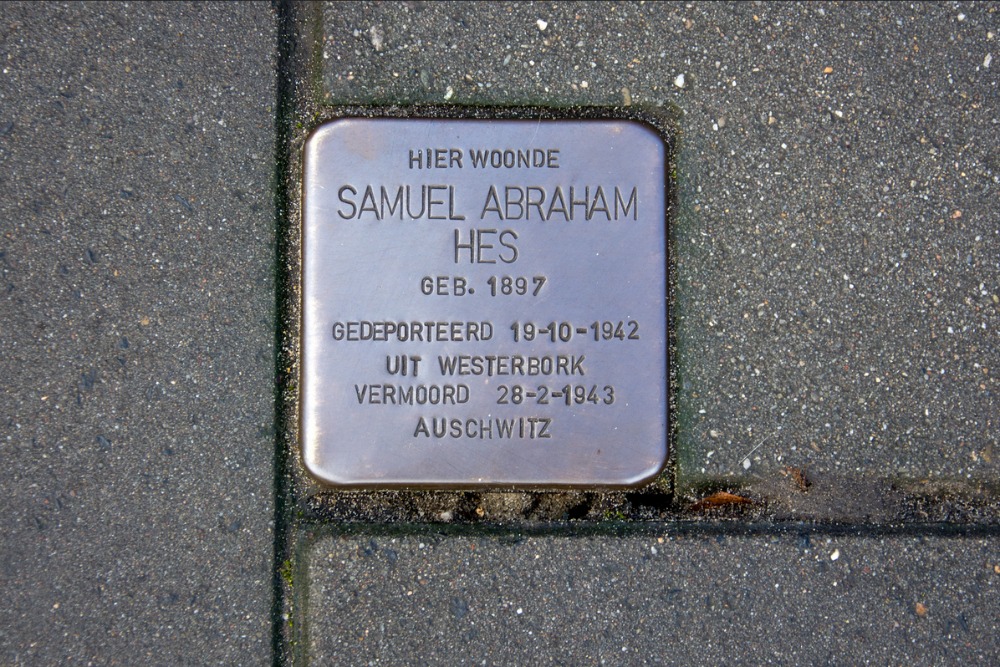 HIER WOONDE
SAMUEL ABRAHAM
HES
GEB. 1897
GEDEPORTEERD 19-10-1942
UIT WESTERBORK
VERMOORD 28-2-1943
AUSCHWITZ